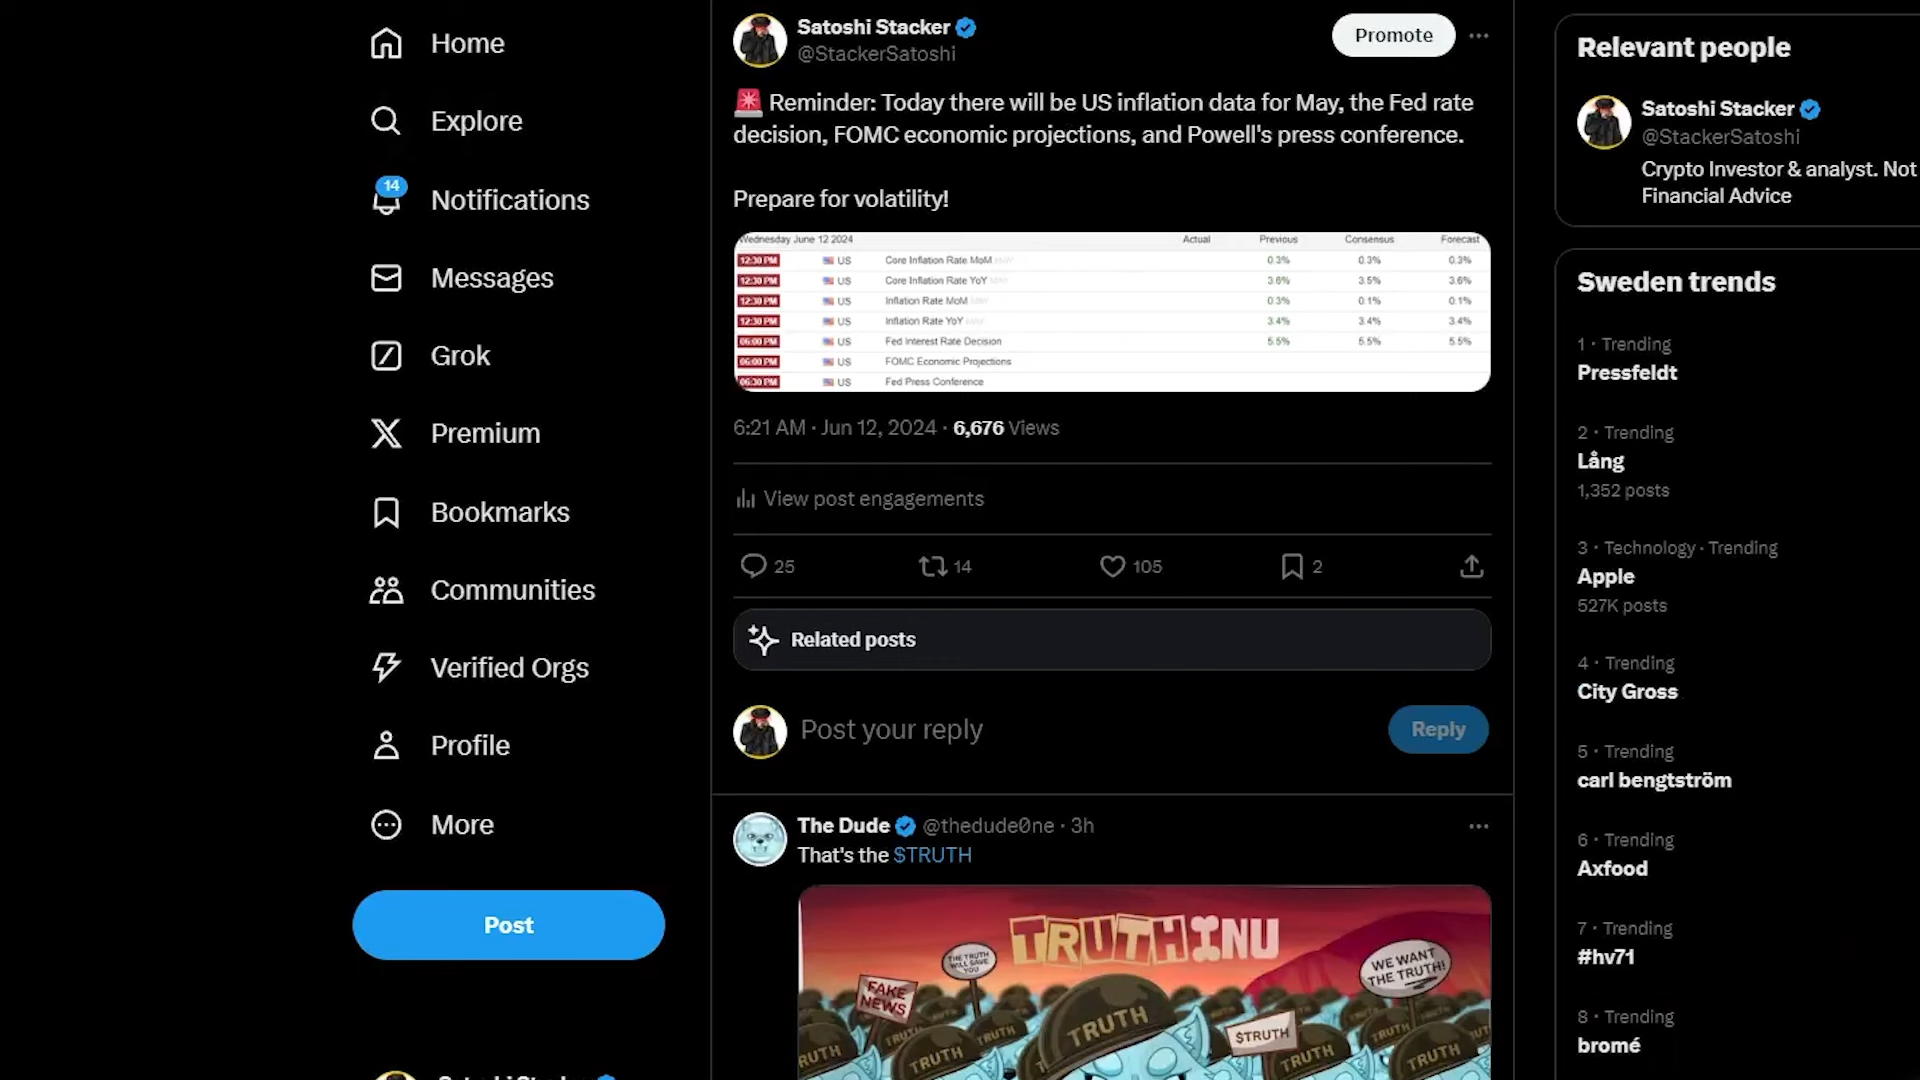 Home
Explore
14
Notifications
Messages
Grok
Premium
Bookmarks
Communities
Verified Orgs
Profile
More
Post
Satoshi Stacker
@StackerSatoshi
Promote
Reminder: Today there will be US inflation data for May, the Fed rate
decision, FOMC economic projections, and Powell's press conference.
Prepare for volatility!
Wednesday June 12 2024 Actual Previous Consensus Forecast
12:30 PM US Core Inflation Rate MoM MAY 0.3% 0.3% 0.3%
12:30 PM US Core Inflation Rate YoY MAY 3.6% 3.5% 3.6%
12:30 PM US Inflation Rate MoM MAY 0.3% 0.1% 0.1%
12:30 PM US Inflation Rate YoY MAY 3.4% 3.4% 3.4%
06:00 PM US Fed Interest Rate Decision 5.5% 5.5% 5.5%
06:00 PM US FOMC Economic Projections
06:30 PM US Fed Press Conference
6:21 AM · Jun 12, 2024 · 6,676 Views
View post engagements
25 14 105 2
Related posts
Post your reply
Reply
The Dude @thedude0ne · 3h
That's the $TRUTH
TRUTH INU
THE TRUTH
WILL SAVE
YOU
WE WANT
THE TRUTH!
FAKE
NEWS
$TRUTH
TRUTH
TRUTH
TRUTH
TRUTH
TRUTH
TRUTH
TRUTH
Relevant people
Satoshi Stacker
@StackerSatoshi
Crypto Investor & analyst. Not
Financial Advice
Sweden trends
1 · Trending
Pressfeldt
2 · Trending
Lång
1,352 posts
3 · Technology · Trending
Apple
527K posts
4 · Trending
City Gross
5 · Trending
carl bengtström
6 · Trending
Axfood
7 · Trending
#hv71
8 · Trending
bromé